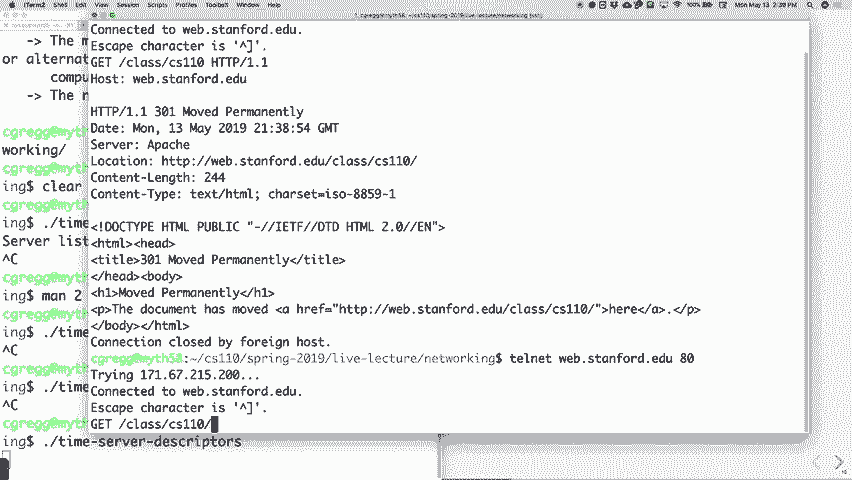 iTerm2 Shell Edit View Session Scripts Profiles Toolbelt Window Help
100% Mon May 13 2:39 PM
-> The m
or alternat
compu
-> The n
cgregg@myth
working/
cgregg@myth
ing$ clear
cgregg@myth
ing$ ./time
Server list
^C
cgregg@myth
ing$ man 2
cgregg@myth
ing$ ./time
^C
cgregg@myth
ing$ ./time
^C
cgregg@myth
ing$ ./time-server-descriptors
Connected to web.stanford.edu.
Escape character is '^]'.
GET /class/cs110 HTTP/1.1
Host: web.stanford.edu
HTTP/1.1 301 Moved Permanently
Date: Mon, 13 May 2019 21:38:54 GMT
Server: Apache
Location: http://web.stanford.edu/class/cs110/
Content-Length: 244
Content-Type: text/html; charset=iso-8859-1
<!DOCTYPE HTML PUBLIC "-//IETF//DTD HTML 2.0//EN">
<html><head>
<title>301 Moved Permanently</title>
</head><body>
<h1>Moved Permanently</h1>
<p>The document has moved <a href="http://web.stanford.edu/class/cs110/">here</a>.</p>
</body></html>
Connection closed by foreign host.
cgregg@myth58:~/cs110/spring-2019/live-lecture/networking$ telnet web.stanford.edu 80
Trying 171.67.215.200...
Connected to web.stanford.edu.
Escape character is '^]'.
GET /class/cs110/